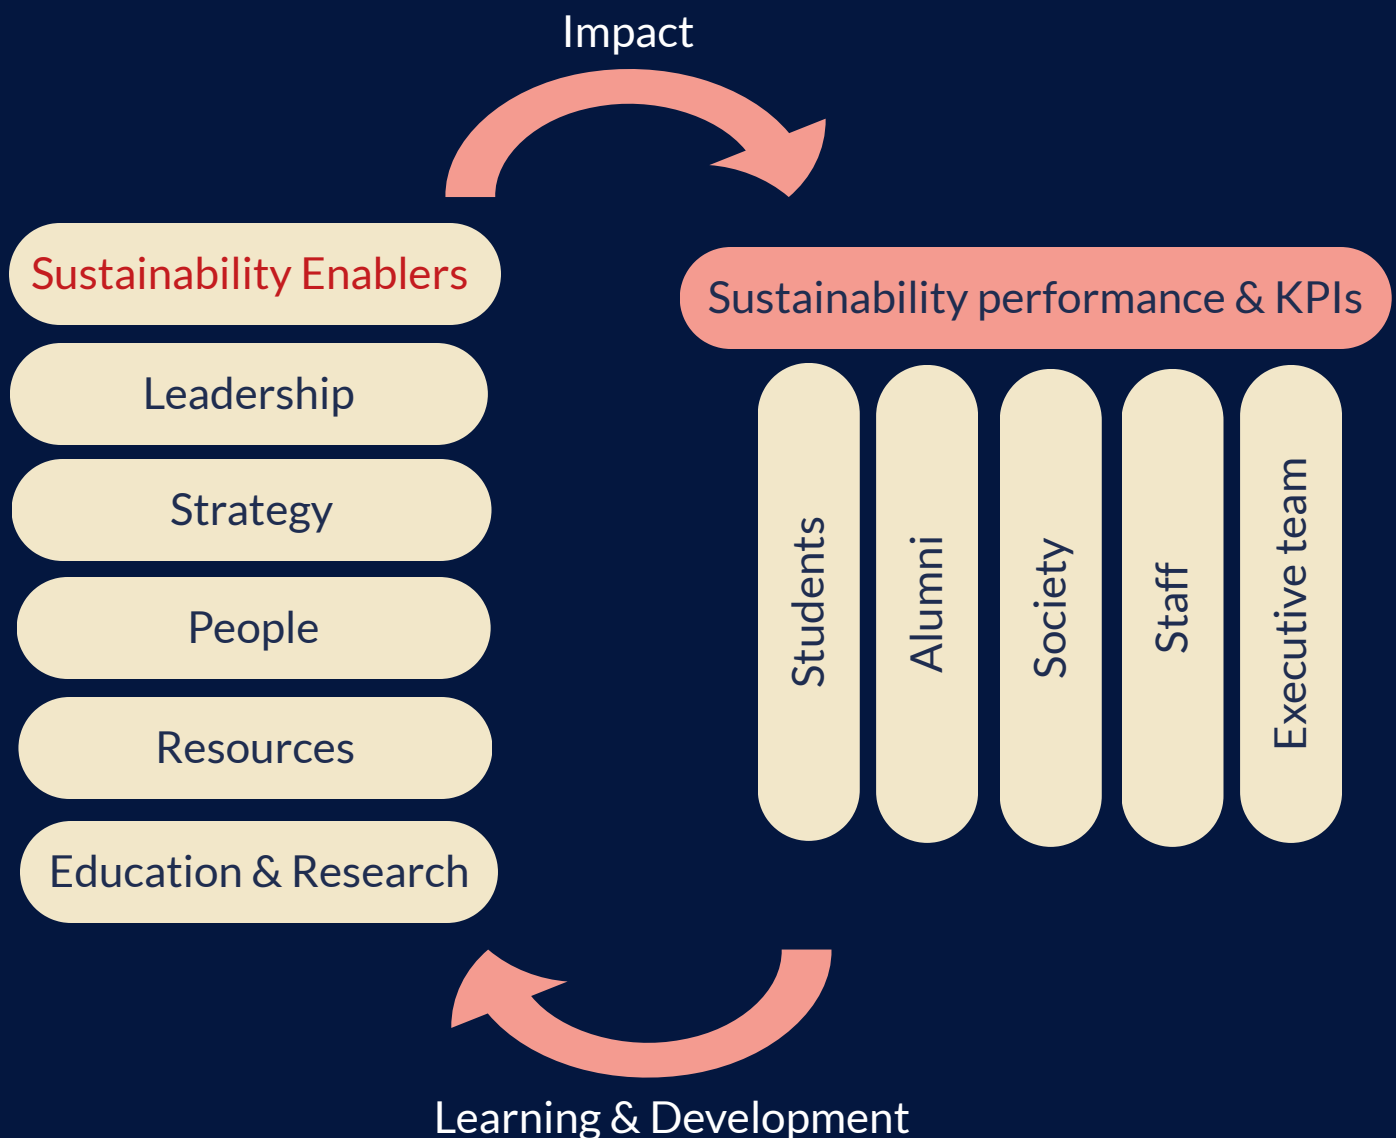 Impact
Sustainability Enablers
Leadership
Strategy
People
Resources
Education & Research
Sustainability performance & KPIs
Students
Alumni
Society
Staff
Executive team
Learning & Development